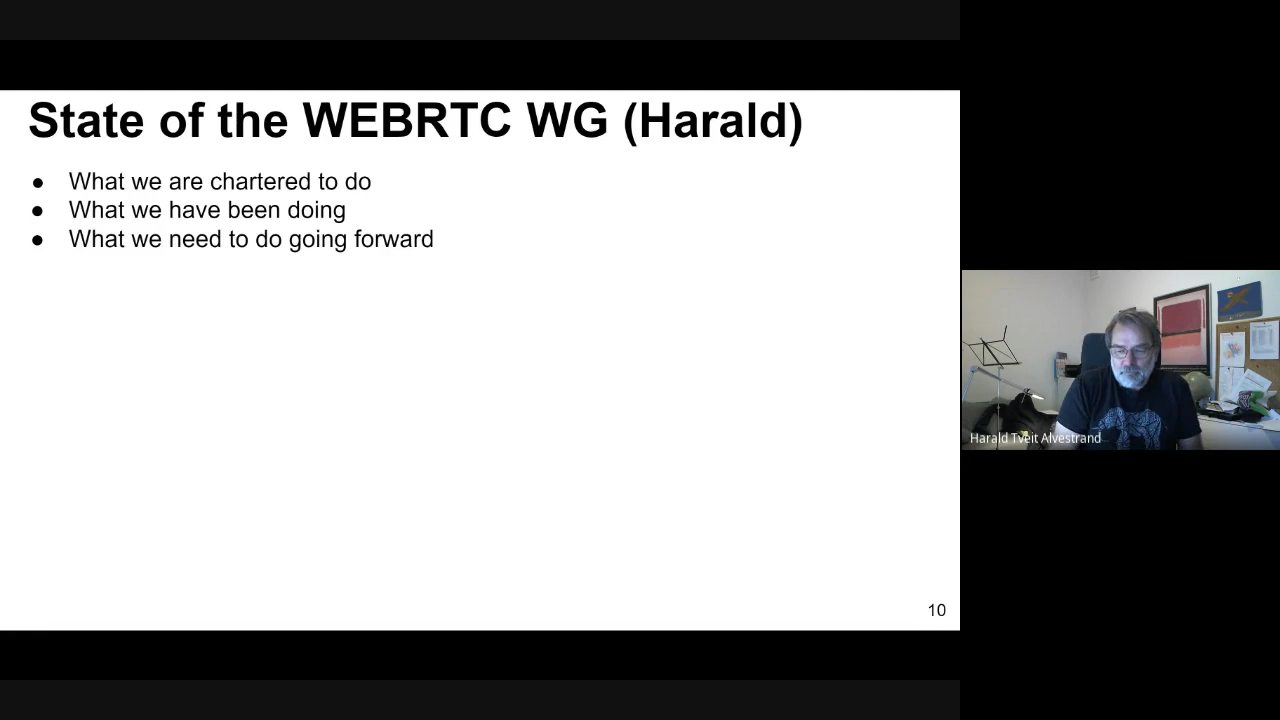 State of the WEBRTC WG (Harald)
● What we are chartered to do
● What we have been doing
● What we need to do going forward
10
Harald Tveit Alvestrand